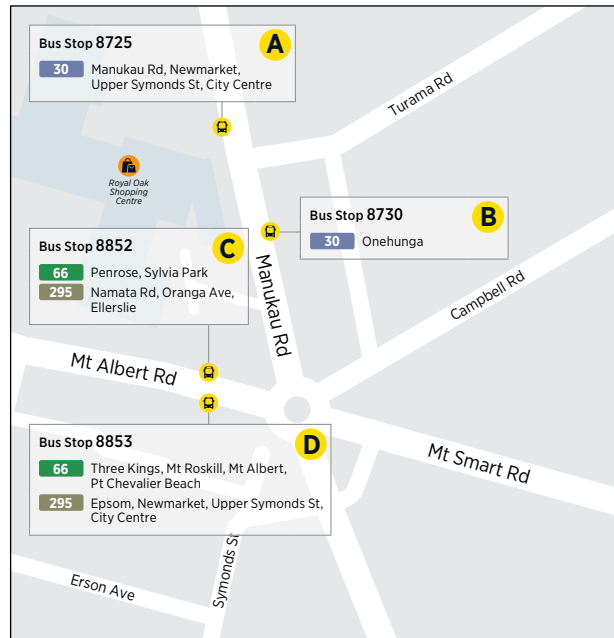 Bus Stop 8725
A
30 Manukau Rd, Newmarket,
Upper Symonds St, City Centre
Turama Rd
Royal Oak
Shopping
Centre
Bus Stop 8730
B
30 Onehunga
Bus Stop 8852
C
66 Penrose, Sylvia Park
295 Namata Rd, Oranga Ave,
Ellerslie
Manukau Rd
Campbell Rd
Mt Albert Rd
Mt Smart Rd
Bus Stop 8853
D
66 Three Kings, Mt Roskill, Mt Albert,
Pt Chevalier Beach
295 Epsom, Newmarket, Upper Symonds St,
City Centre
Symonds St
Erson Ave